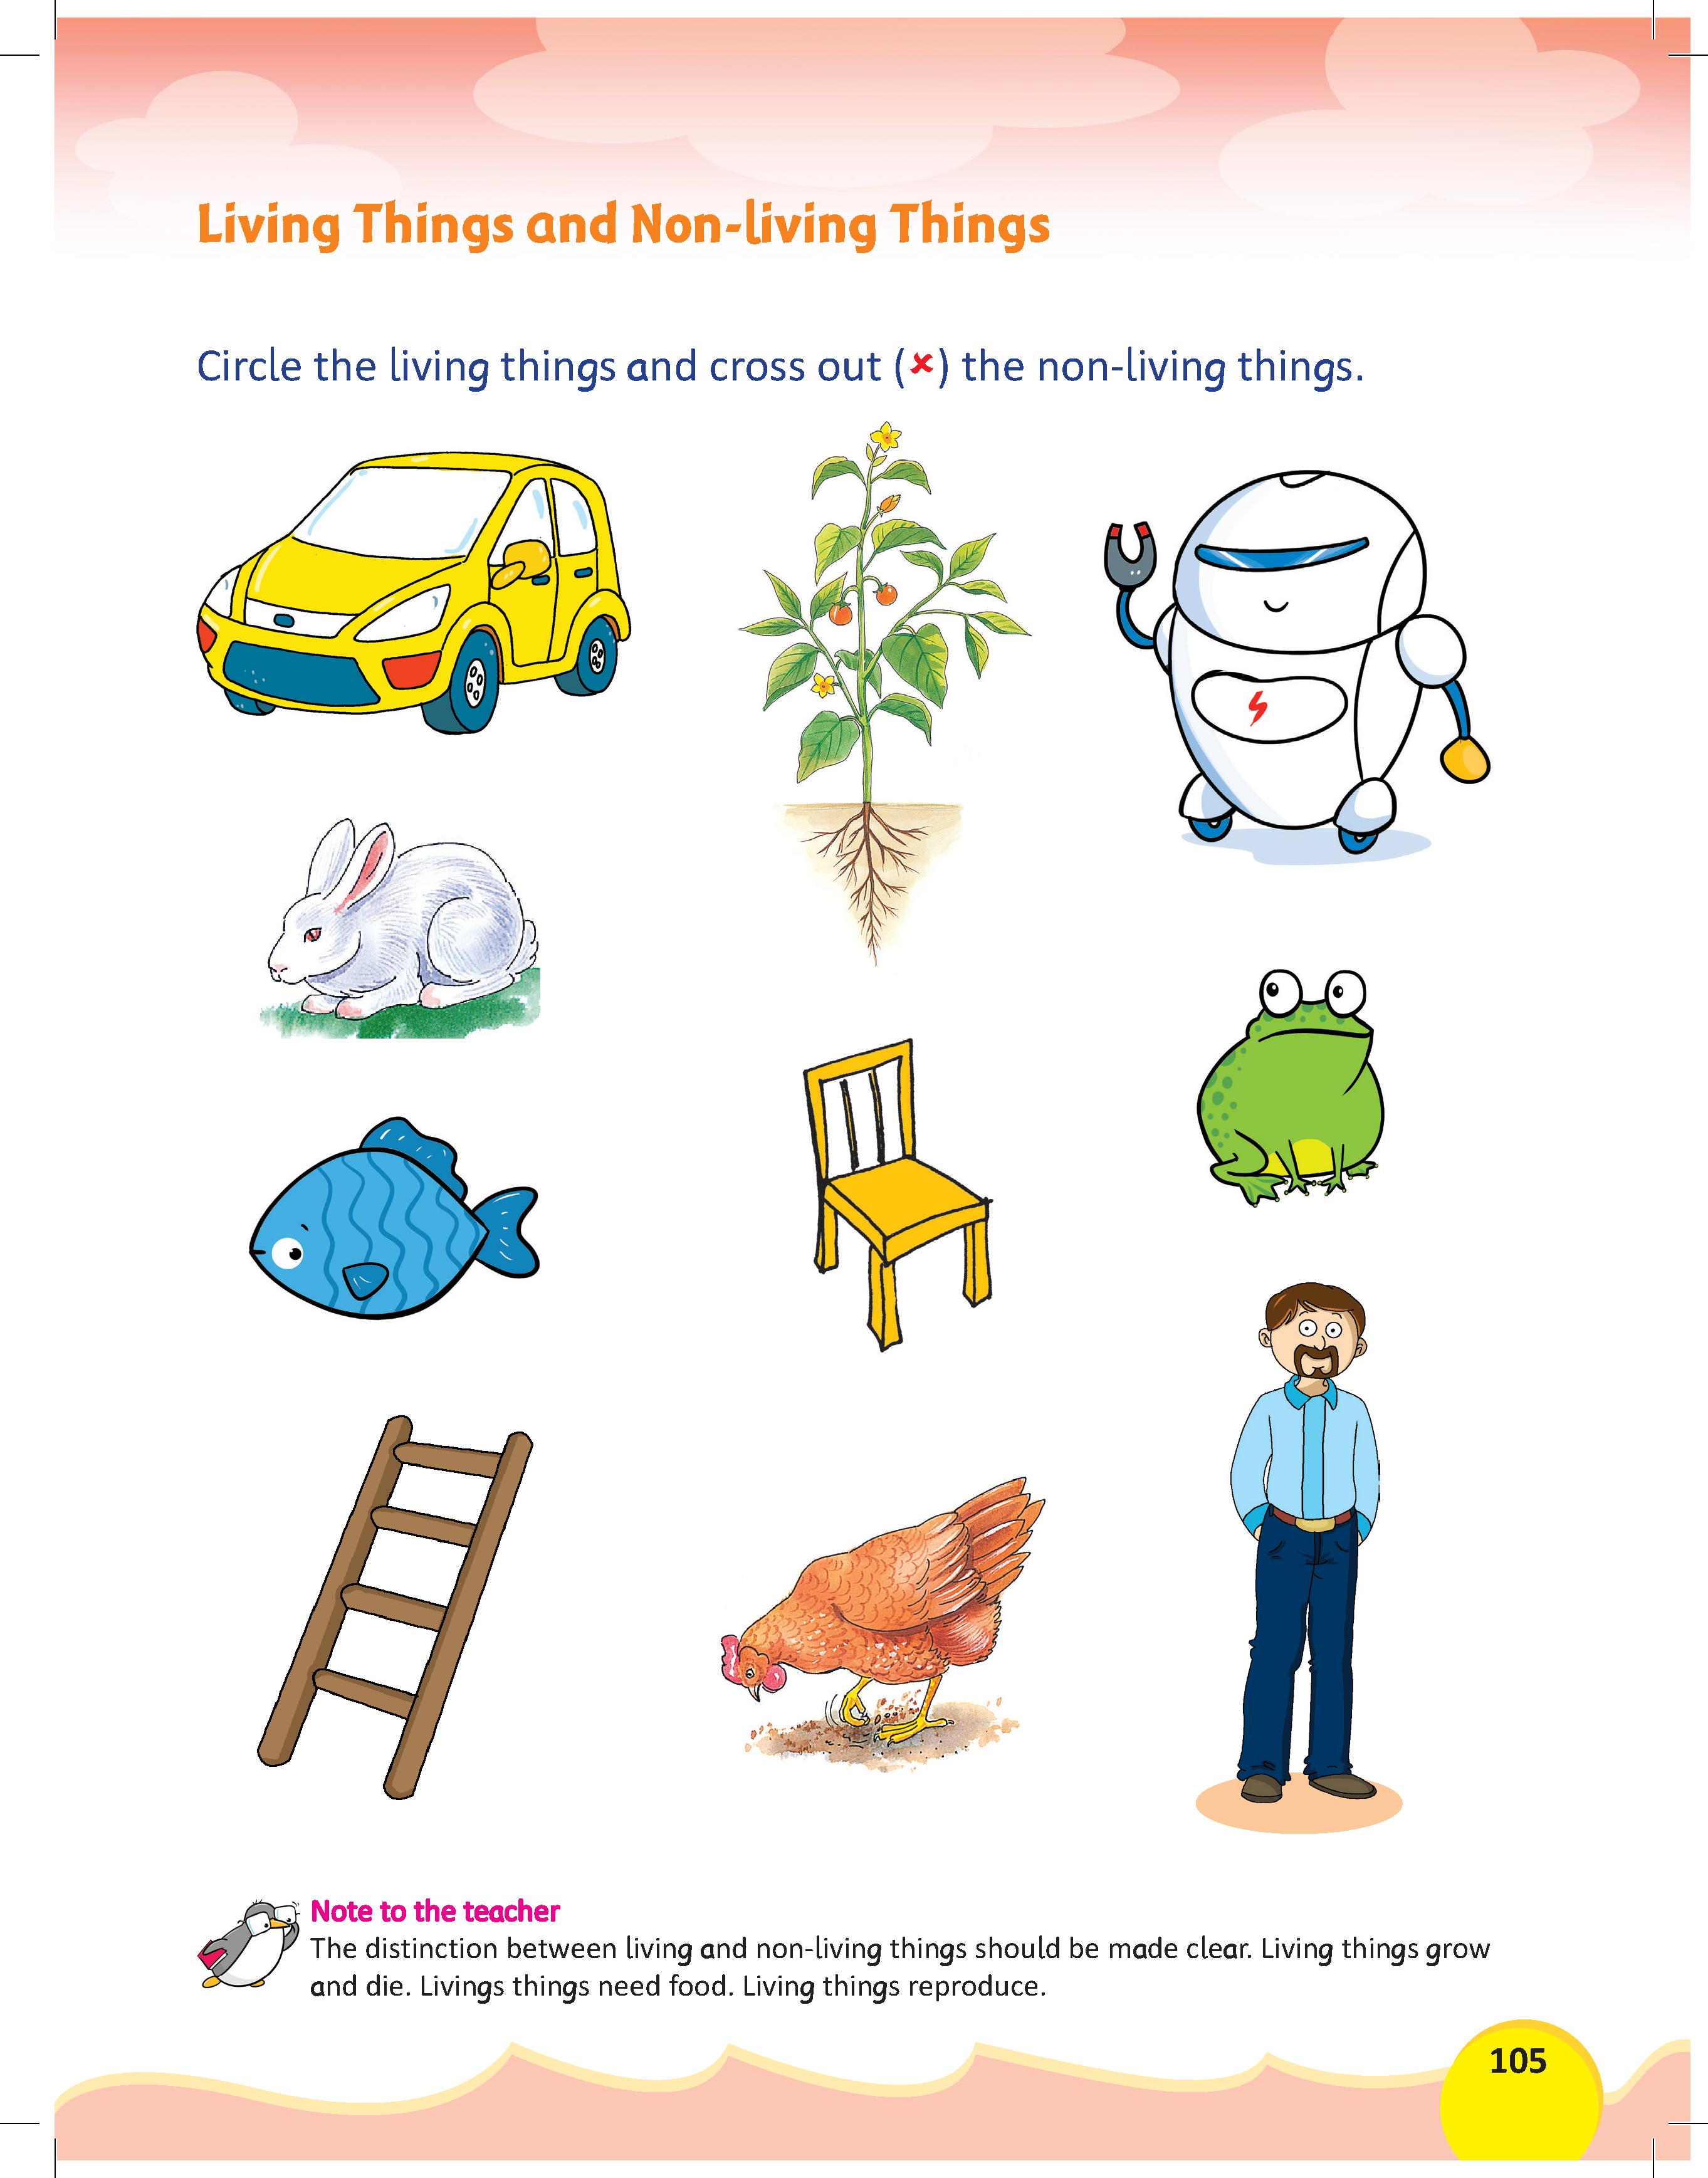 Living Things and Non-living Things
Circle the living things and cross out (✘) the non-living things.
Note to the teacher
The distinction between living and non-living things should be made clear. Living things grow
and die. Livings things need food. Living things reproduce.
105